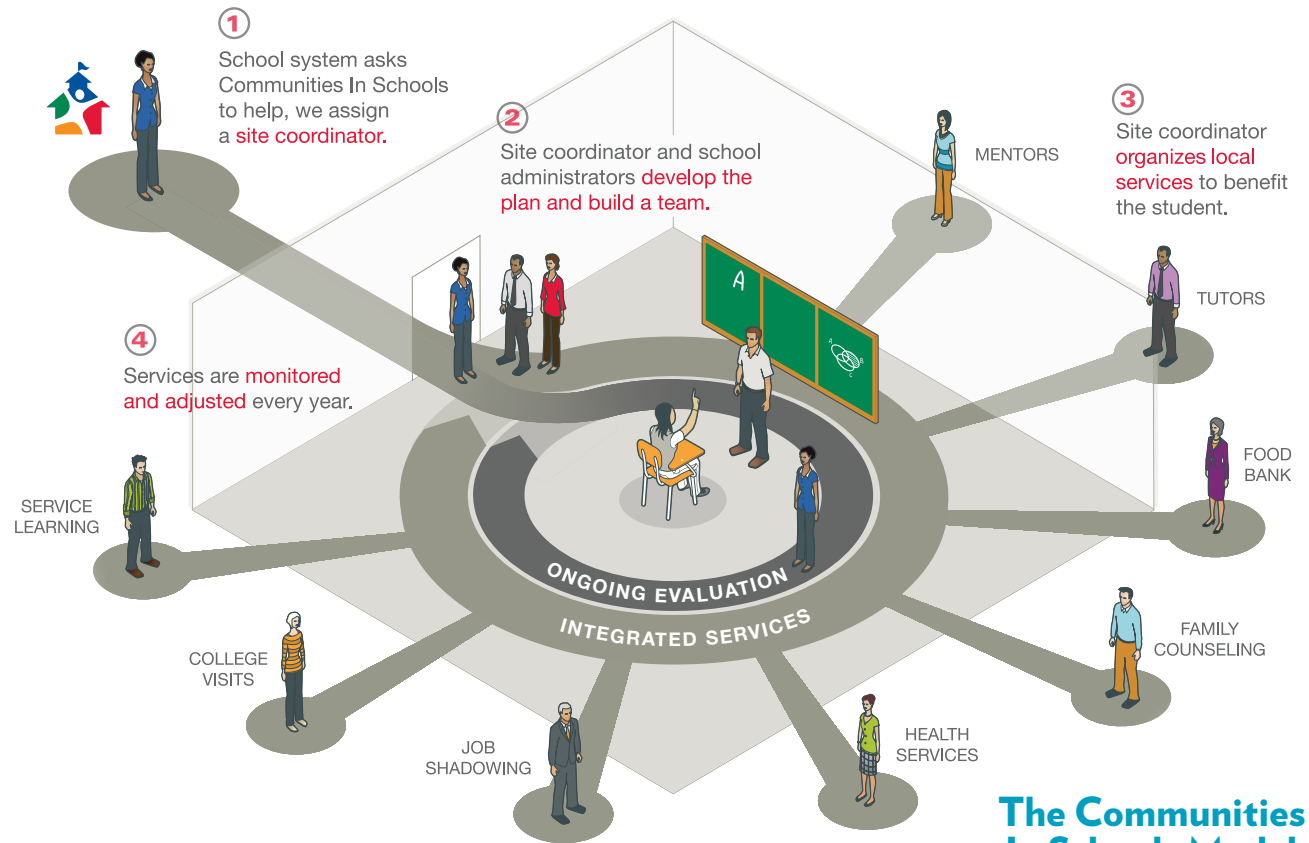 1
School system asks
Communities In Schools
to help, we assign
a site coordinator.
2
Site coordinator and school
administrators develop the
plan and build a team.
3
Site coordinator
organizes local
services to benefit
the student.
4
Services are monitored
and adjusted every year.
MENTORS
TUTORS
FOOD
BANK
FAMILY
COUNSELING
HEALTH
SERVICES
JOB
SHADOWING
COLLEGE
VISITS
SERVICE
LEARNING
A
A
B
C
ONGOING EVALUATION
INTEGRATED SERVICES
The Communities
In Schools Model